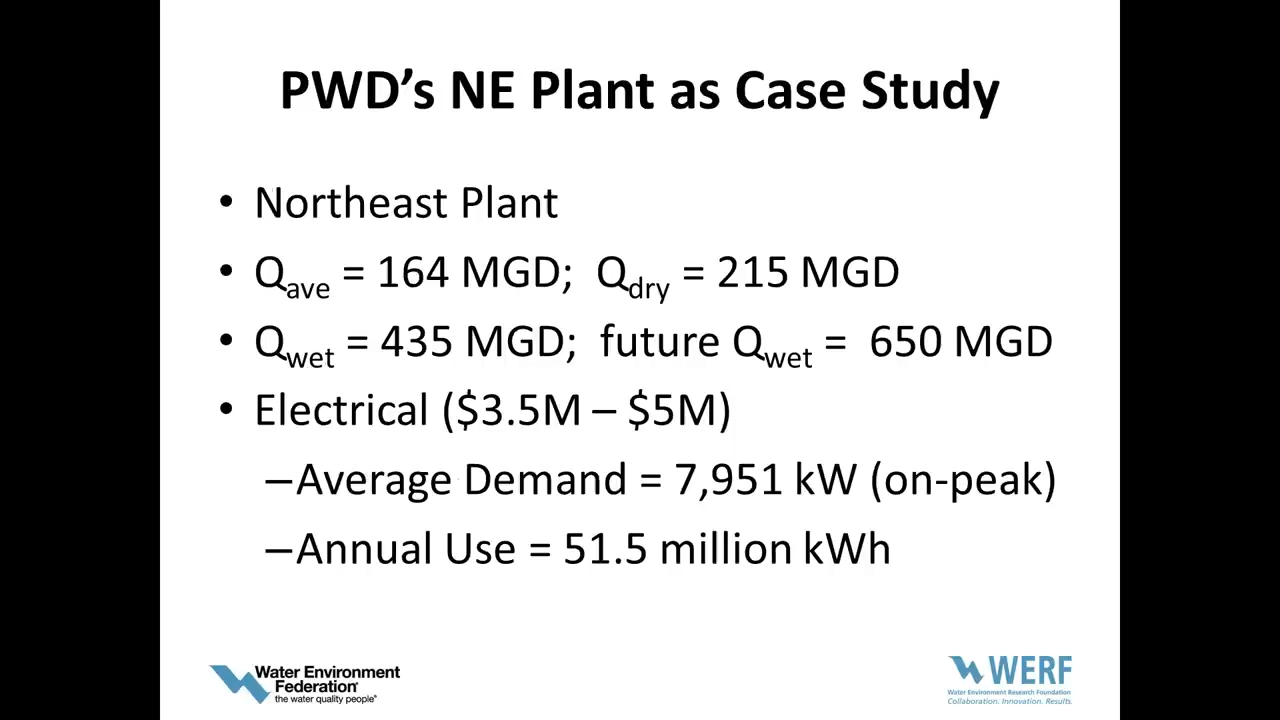 PWD’s NE Plant as Case Study
• Northeast Plant
• Qave = 164 MGD; Qdry = 215 MGD
• Qwet = 435 MGD; future Qwet = 650 MGD
• Electrical ($3.5M – $5M)
–Average Demand = 7,951 kW (on-peak)
–Annual Use = 51.5 million kWh
Water Environment
Federation®
the water quality people®
WERF
Water Environment Research Foundation
Collaboration. Innovation. Results.